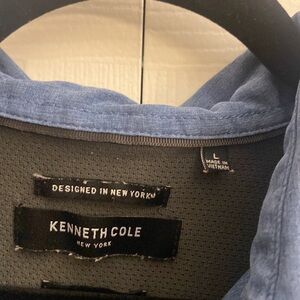 L
MADE IN
VIETNAM
DESIGNED IN NEW YORK
KENNETH COLE
NEW YORK